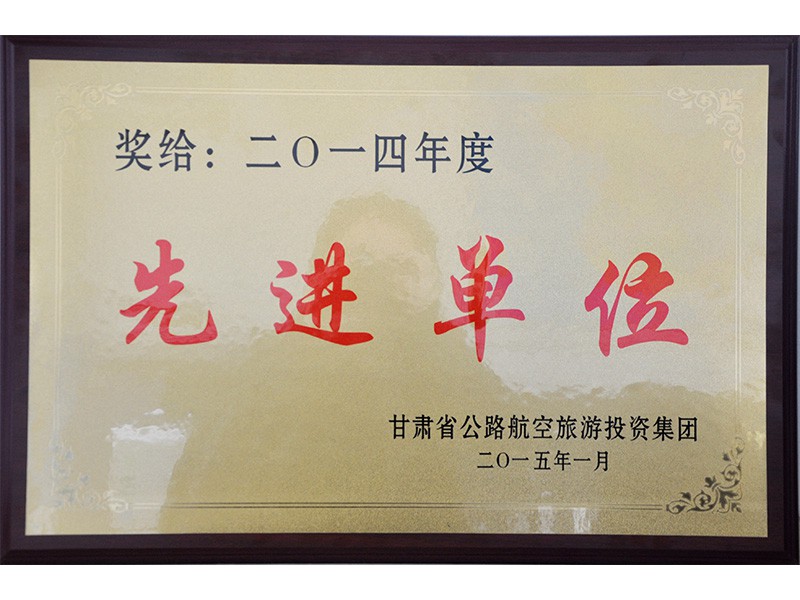 奖给：二〇一四年度
先进单位
甘肃省公路航空旅游投资集团
二〇一五年一月